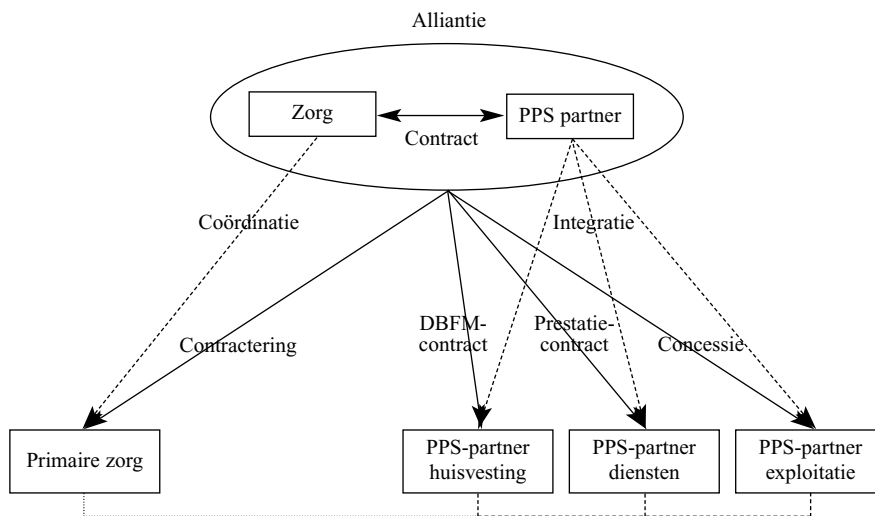 Alliantie
Zorg
PPS partner
Contract
Coördinatie
Integratie
DBFM-
contract
Prestatie-
contract
Contractering
Concessie
Primaire zorg
PPS-partner
huisvesting
PPS-partner
diensten
PPS-partner
exploitatie